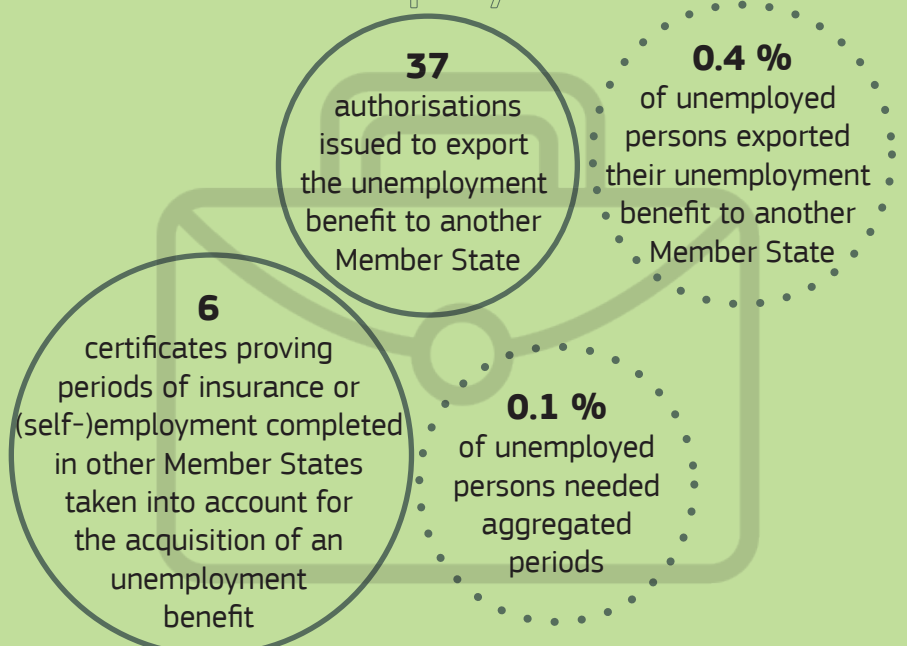 37
authorisations
issued to export
the unemployment
benefit to another
Member State
0.4 %
of unemployed
persons exported
their unemployment
benefit to another
Member State
6
certificates proving
periods of insurance or
(self-)employment completed
in other Member States
taken into account for
the acquisition of an
unemployment
benefit
0.1 %
of unemployed
persons needed
aggregated
periods